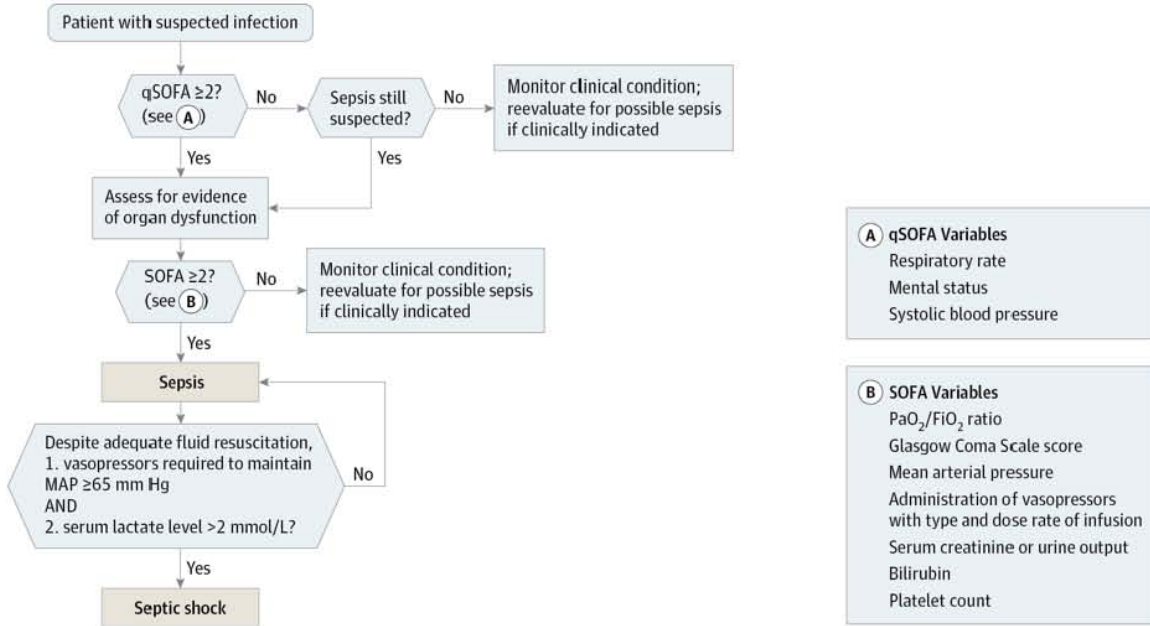 Patient with suspected infection
qSOFA ≥2?
(see A)
No
Sepsis still
suspected?
No
Monitor clinical condition;
reevaluate for possible sepsis
if clinically indicated
Yes
Yes
Assess for evidence
of organ dysfunction
SOFA ≥2?
(see B)
No
Monitor clinical condition;
reevaluate for possible sepsis
if clinically indicated
Yes
Sepsis
Despite adequate fluid resuscitation,
1. vasopressors required to maintain
MAP ≥65 mm Hg
AND
2. serum lactate level >2 mmol/L?
No
Yes
Septic shock
A qSOFA Variables
Respiratory rate
Mental status
Systolic blood pressure
B SOFA Variables
PaO₂/FiO₂ ratio
Glasgow Coma Scale score
Mean arterial pressure
Administration of vasopressors
with type and dose rate of infusion
Serum creatinine or urine output
Bilirubin
Platelet count